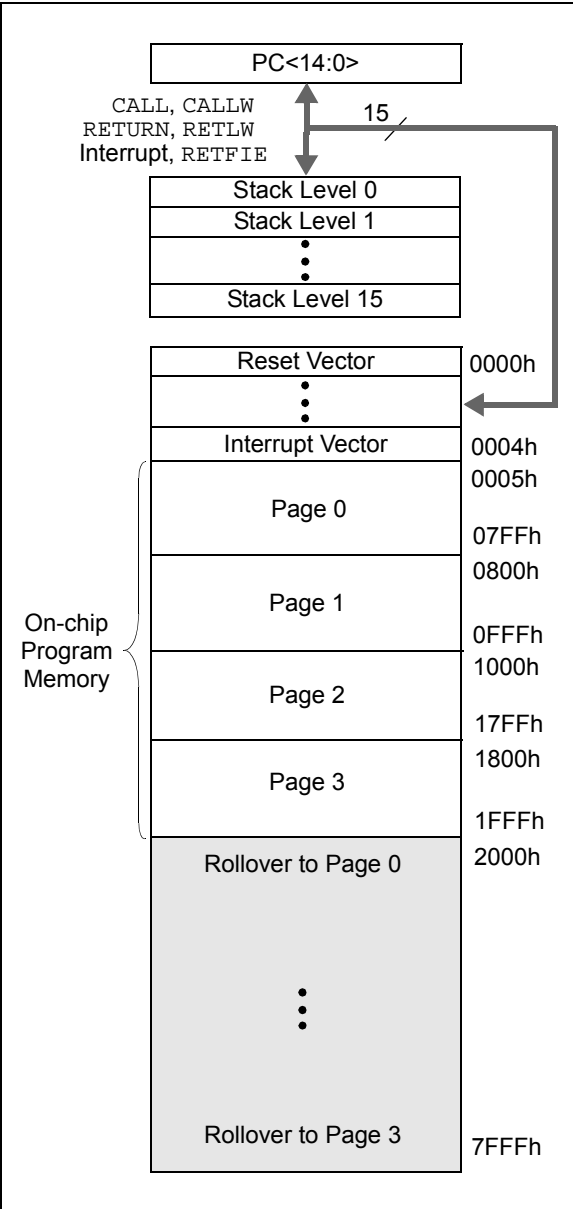 PC<14:0>
CALL, CALLW
RETURN, RETLW
Interrupt, RETFIE
15
Stack Level 0
Stack Level 1
Stack Level 15
Reset Vector
0000h
Interrupt Vector
0004h
0005h
Page 0
07FFh
0800h
Page 1
0FFFh
On-chip
Program
Memory
1000h
Page 2
17FFh
1800h
Page 3
1FFFh
2000h
Rollover to Page 0
Rollover to Page 3
7FFFh